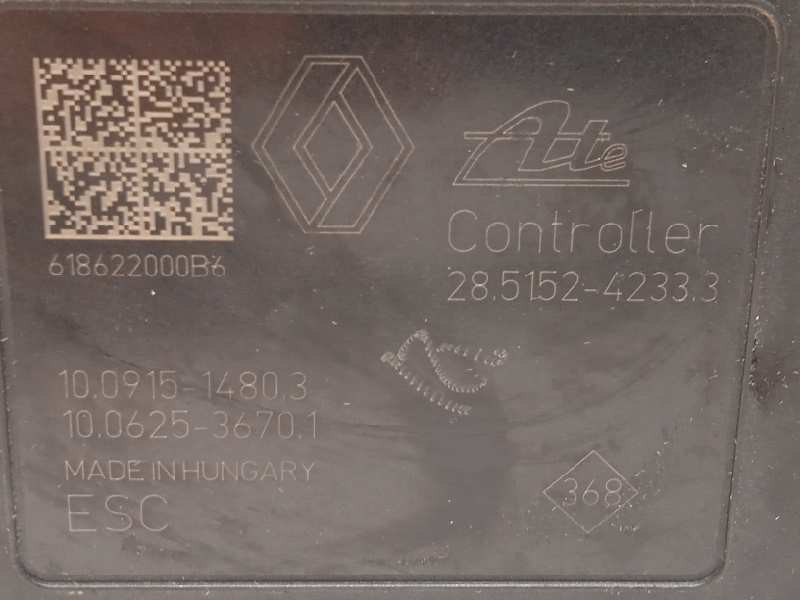 Ate
Controller
28.5152-4233.3
618622000B6
10.0915-1480.3
10.0625-3670.1
MADE IN HUNGARY
ESC
368